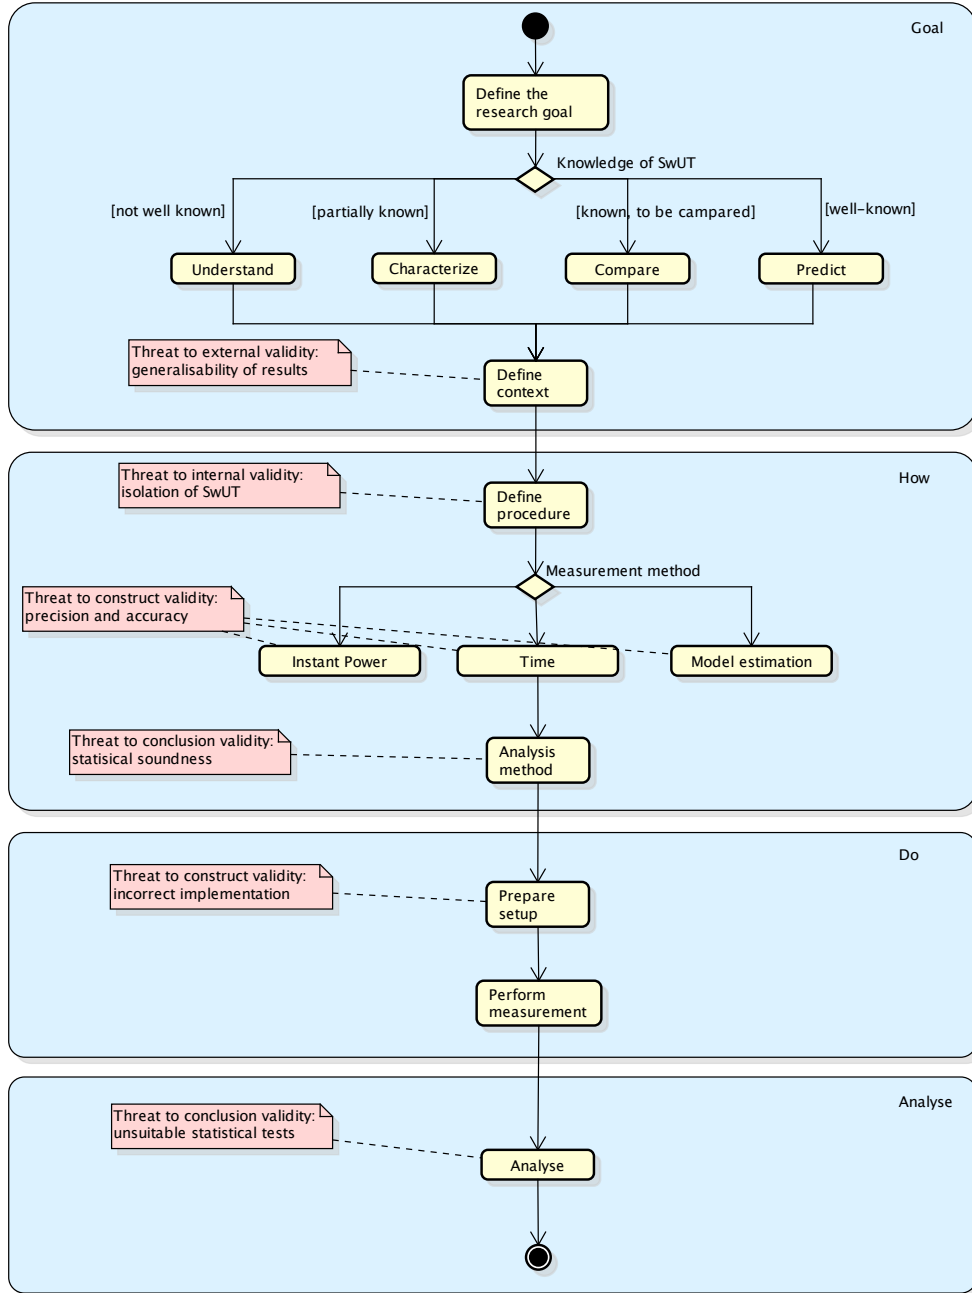 Goal
Define the
research goal
Knowledge of SwUT
[not well known]
[partially known]
[known, to be campared]
[well-known]
Understand
Characterize
Compare
Predict
Threat to external validity:
generalisability of results
Define
context
How
Threat to internal validity:
isolation of SwUT
Define
procedure
Measurement method
Threat to construct validity:
precision and accuracy
Instant Power
Time
Model estimation
Threat to conclusion validity:
statisical soundness
Analysis
method
Do
Threat to construct validity:
incorrect implementation
Prepare
setup
Perform
measurement
Analyse
Threat to conclusion validity:
unsuitable statistical tests
Analyse